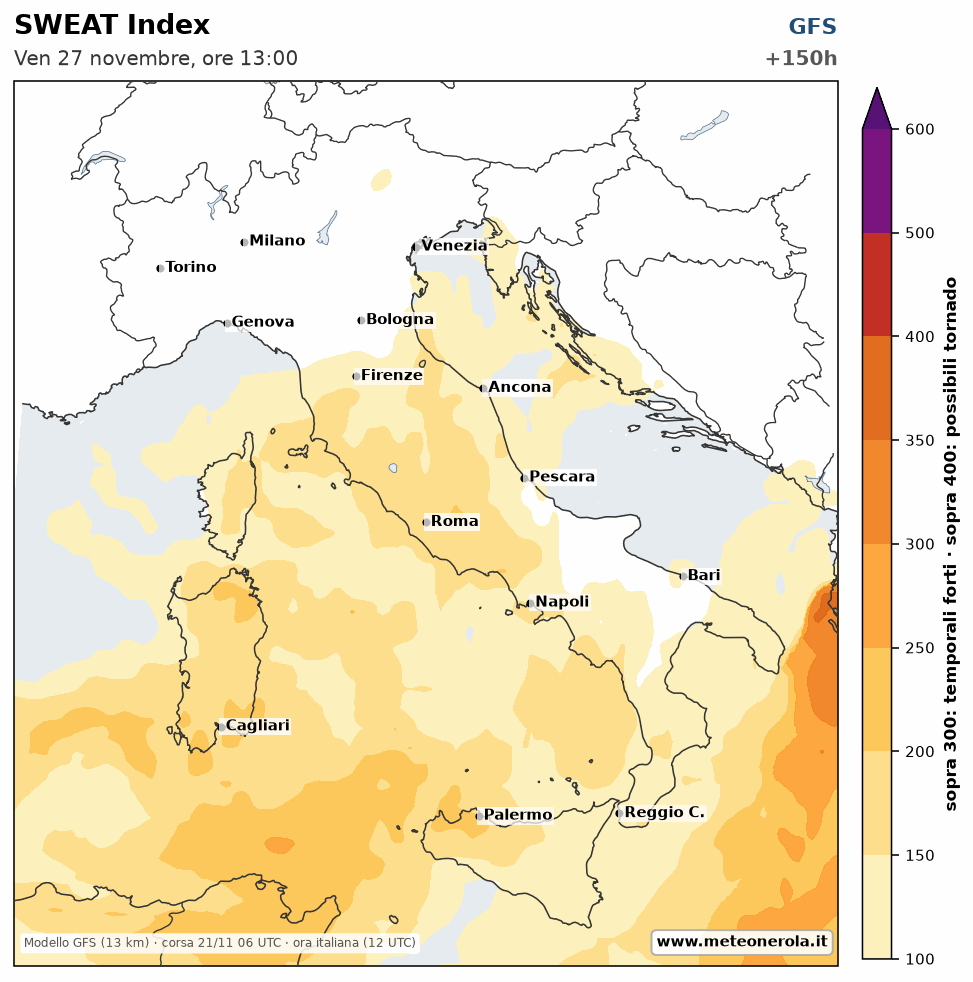 SWEAT Index
GFS
Ven 27 novembre, ore 13:00
+150h
Milano
Venezia
Torino
Genova
Bologna
Firenze
Ancona
Pescara
Roma
Bari
Napoli
Cagliari
Palermo
Reggio C.
600
500
400
350
300
250
200
150
100
sopra 300: temporali forti · sopra 400: possibili tornado
Modello GFS (13 km) · corsa 21/11 06 UTC · ora italiana (12 UTC)
www.meteonerola.it